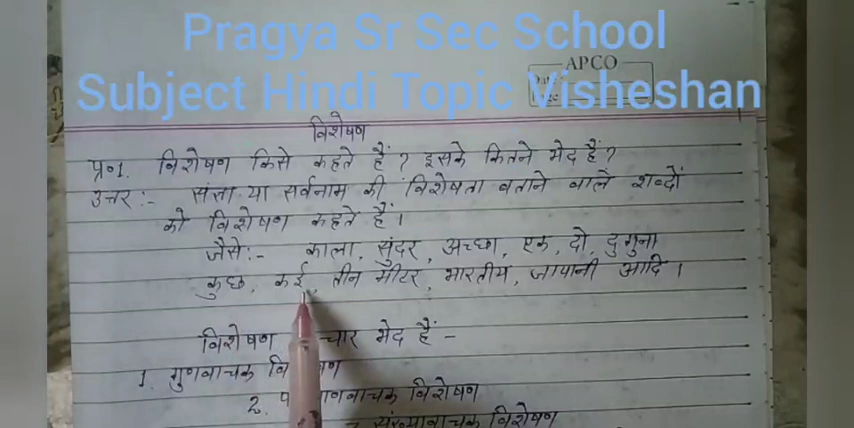 Pragya Sr Sec School
Subject Hindi Topic Visheshan
APCO
विशेषण
प्र०1. विशेषण किसे कहते हैं ? इसके कितने भेद हैं ?
उत्तर :- संज्ञा या सर्वनाम की विशेषता बताने वाले शब्दों
को विशेषण कहते हैं।
जैसे:- काला, सुंदर, अच्छा, एक, दो, दुगुना
कुछ, कई, तीन मीटर, भारतीय, जापानी आदि।
विशेषण चार भेद हैं -
1. गुणवाचक
2. विशेषण
संख्यावाचक विशेषण